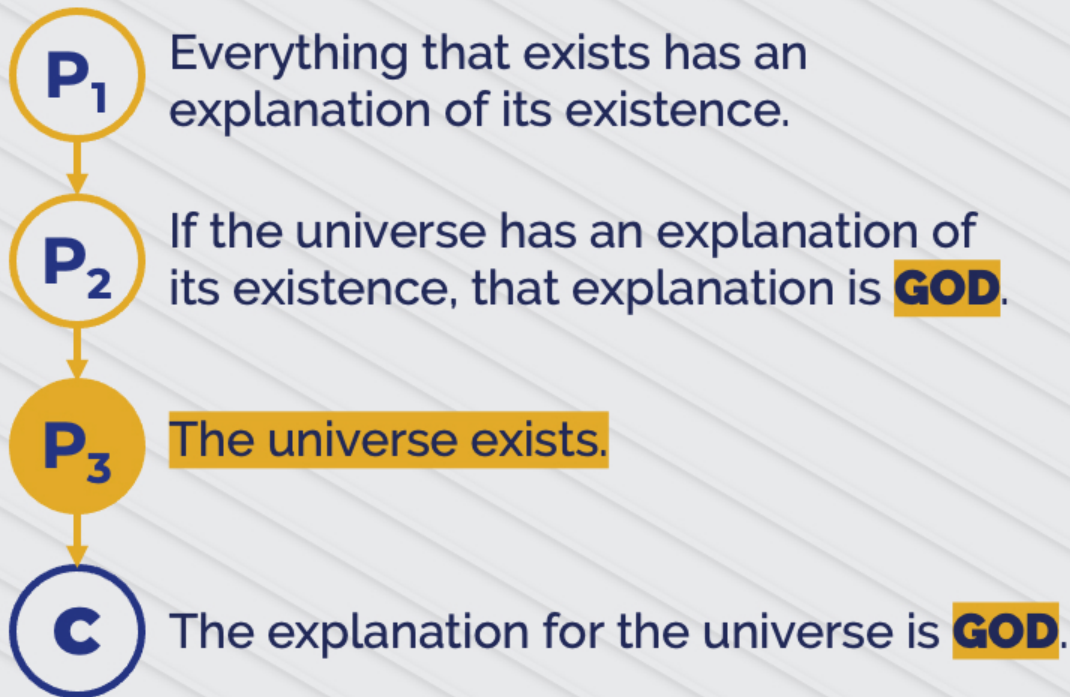 P1
Everything that exists has an
explanation of its existence.
P2
If the universe has an explanation of
its existence, that explanation is GOD.
P3
The universe exists.
C
The explanation for the universe is GOD.